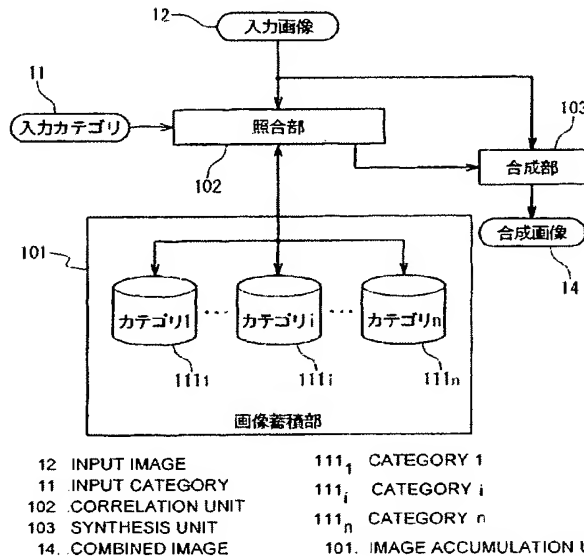 12
入力画像
11
入力カテゴリ
照合部
102
103
合成部
合成画像
14
101
カテゴリ1 ... カテゴリi ... カテゴリn
111₁ 111ᵢ 111ₙ
画像蓄積部
12 INPUT IMAGE
11 INPUT CATEGORY
102 CORRELATION UNIT
103 SYNTHESIS UNIT
14. COMBINED IMAGE
111₁ CATEGORY 1
111ᵢ CATEGORY i
111ₙ CATEGORY n
101. IMAGE ACCUMULATION